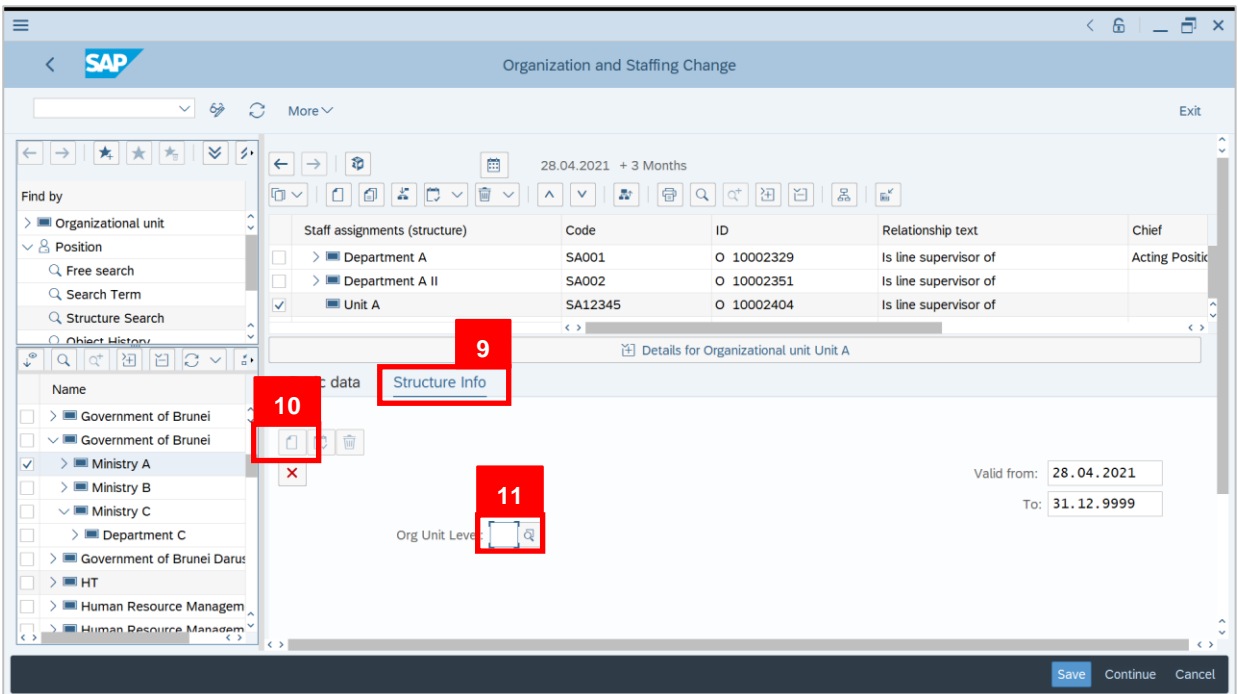 SAP
Organization and Staffing Change
More
Exit
28.04.2021 + 3 Months
Find by
Organizational unit
Position
Free search
Search Term
Structure Search
Object History
Staff assignments (structure) Code ID Relationship text Chief
Department A SA001 O 10002329 Is line supervisor of Acting Positic
Department A II SA002 O 10002351 Is line supervisor of
Unit A SA12345 O 10002404 Is line supervisor of
9
Details for Organizational unit Unit A
c data Structure Info
Name
Government of Brunei
Government of Brunei
Ministry A
Ministry B
Ministry C
Department C
Government of Brunei Darus
HT
Human Resource Managem
Human Resource Managem
10
Valid from: 28.04.2021
To: 31.12.9999
11
Org Unit Level:
Save Continue Cancel